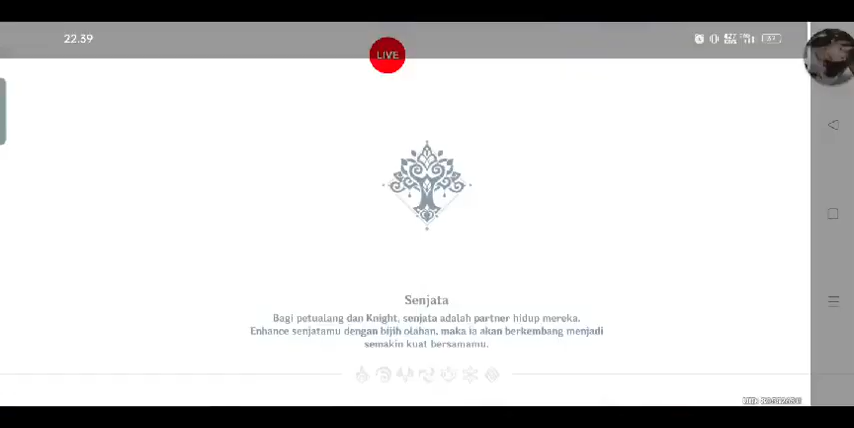 22.39
LIVE
Senjata
Bagi petualang dan Knight, senjata adalah partner hidup mereka.
Enhance senjatamu dengan bijih olahan, maka ia akan berkembang menjadi
semakin kuat bersamamu.